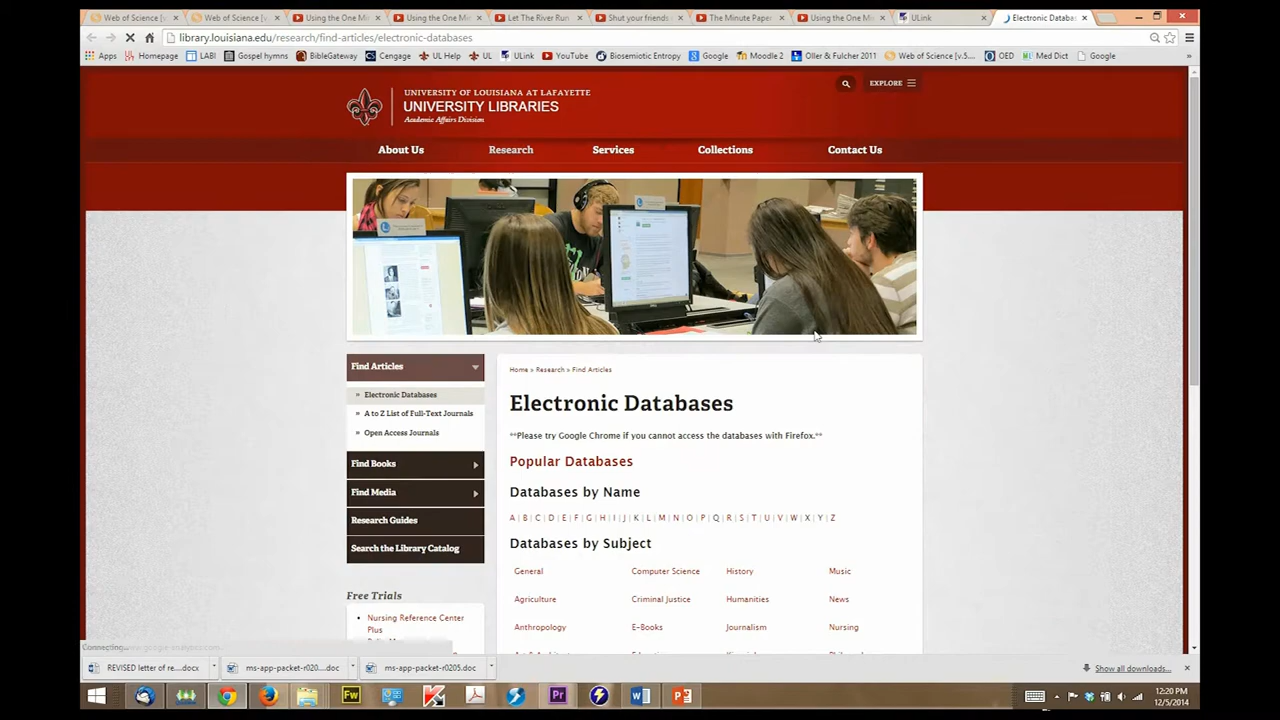 Web of Science [v
Web of Science [v
Using the One Mi
Using the One Me
Let The River Run
Shut your friends
The Minute Paper
Using the One Mi
ULink
Electronic Databas
library.louisiana.edu/research/find-articles/electronic-databases
Apps Homepage LABI Gospel hymns BibleGateway Cengage UL Help UL ULink YouTube Biosemiotic Entropy Google Moodle 2 Oller & Fulcher 2011 Web of Science [v.5... OED Med Dict Google »
UNIVERSITY OF LOUISIANA AT LAFAYETTE
UNIVERSITY LIBRARIES
Academic Affairs Division
EXPLORE
About Us Research Services Collections Contact Us
Find Articles
» Electronic Databases
» A to Z List of Full-Text Journals
» Open Access Journals
Find Books
Find Media
Research Guides
Search the Library Catalog
Free Trials
• Nursing Reference Center
Plus
Home » Research » Find Articles
Electronic Databases
**Please try Google Chrome if you cannot access the databases with Firefox.**
Popular Databases
Databases by Name
A | B | C | D | E | F | G | H | I | J | K | L | M | N | O | P | Q | R | S | T | U | V | W | X | Y | Z
Databases by Subject
General Computer Science History Music
Agriculture Criminal Justice Humanities News
Anthropology E-Books Journalism Nursing
Connecting...
REVISED letter of re....docx
ms-app-packet-r020....doc
ms-app-packet-r0205.doc
Show all downloads...
Fw
Pr
12:20 PM
12/5/2014